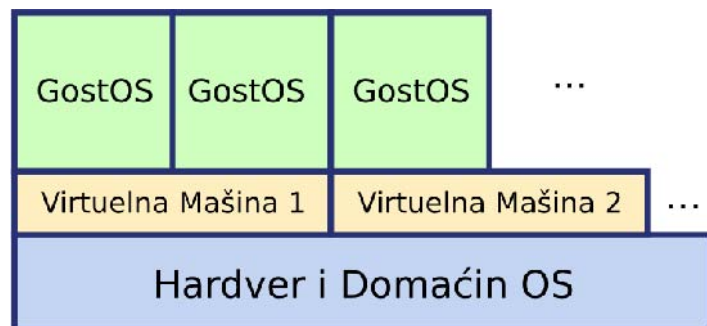 GostOS GostOS GostOS ...
Virtuelna Mašina 1 Virtuelna Mašina 2 ...
Hardver i Domaćin OS